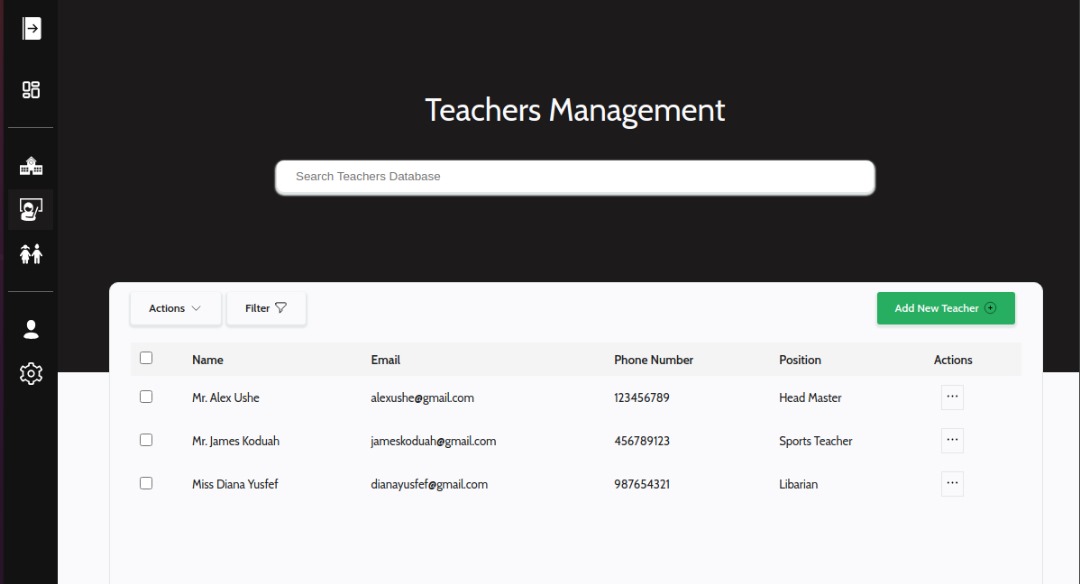 Teachers Management
Search Teachers Database
Actions Filter Add New Teacher
Name Email Phone Number Position Actions
Mr. Alex Ushe alexushe@gmail.com 123456789 Head Master ...
Mr. James Koduah jameskoduah@gmail.com 456789123 Sports Teacher ...
Miss Diana Yusfef dianayusfef@gmail.com 987654321 Libarian ...